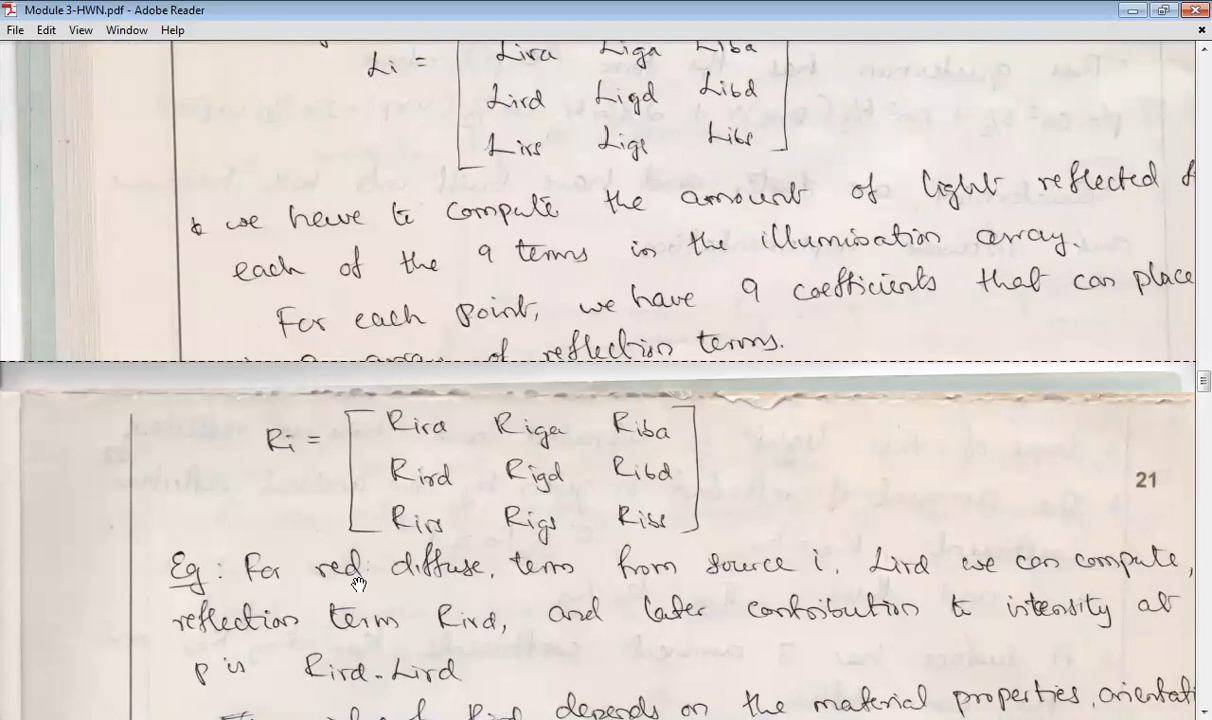 Module 3-HWN.pdf - Adobe Reader
File Edit View Window Help
Li = Lira Liga Liba
Lird Ligd Libd
Lirs Ligs Libs
& we have to compute the amount of light reflected
each of the 9 terms in the illumination array.
For each point, we have 9 coefficients that can place
of reflection terms.
Ri = Rira Riga Riba
Rird Rigd Ribd
Rirs Rigs Ribs
21
Eg: For red diffuse, term from source i, Lird we can compute,
reflection term Rird, and later contribution to intensity at
p is Rird.Lird
Rird depends on the material properties, orientati